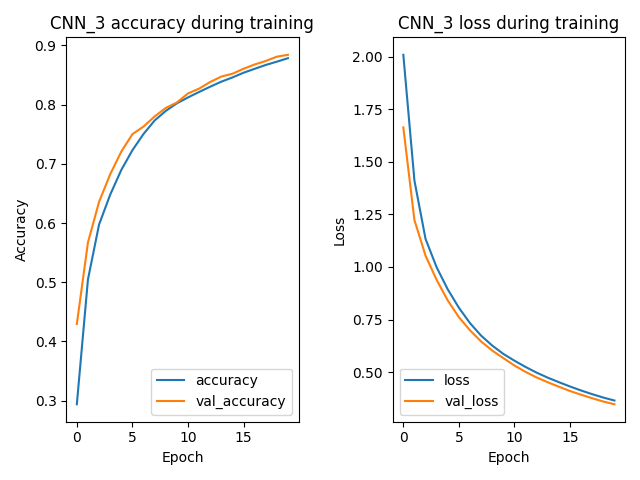 CNN_3 accuracy during training
0.9
0.8
0.7
0.6
0.5
0.4
0.3
Accuracy
0
5
10
15
Epoch
accuracy
val_accuracy
CNN_3 loss during training
2.00
1.75
1.50
1.25
1.00
0.75
0.50
Loss
0
5
10
15
Epoch
loss
val_loss